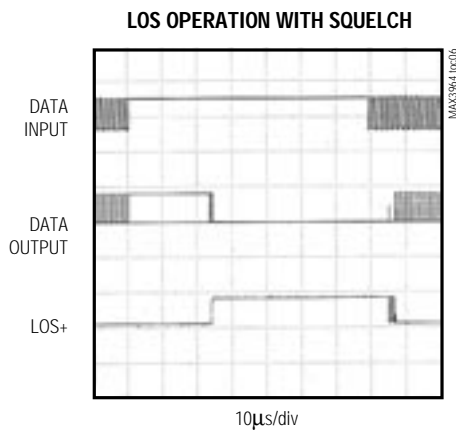 LOS OPERATION WITH SQUELCH
MAX3964 toc06
DATA
INPUT
DATA
OUTPUT
LOS+
10µs/div